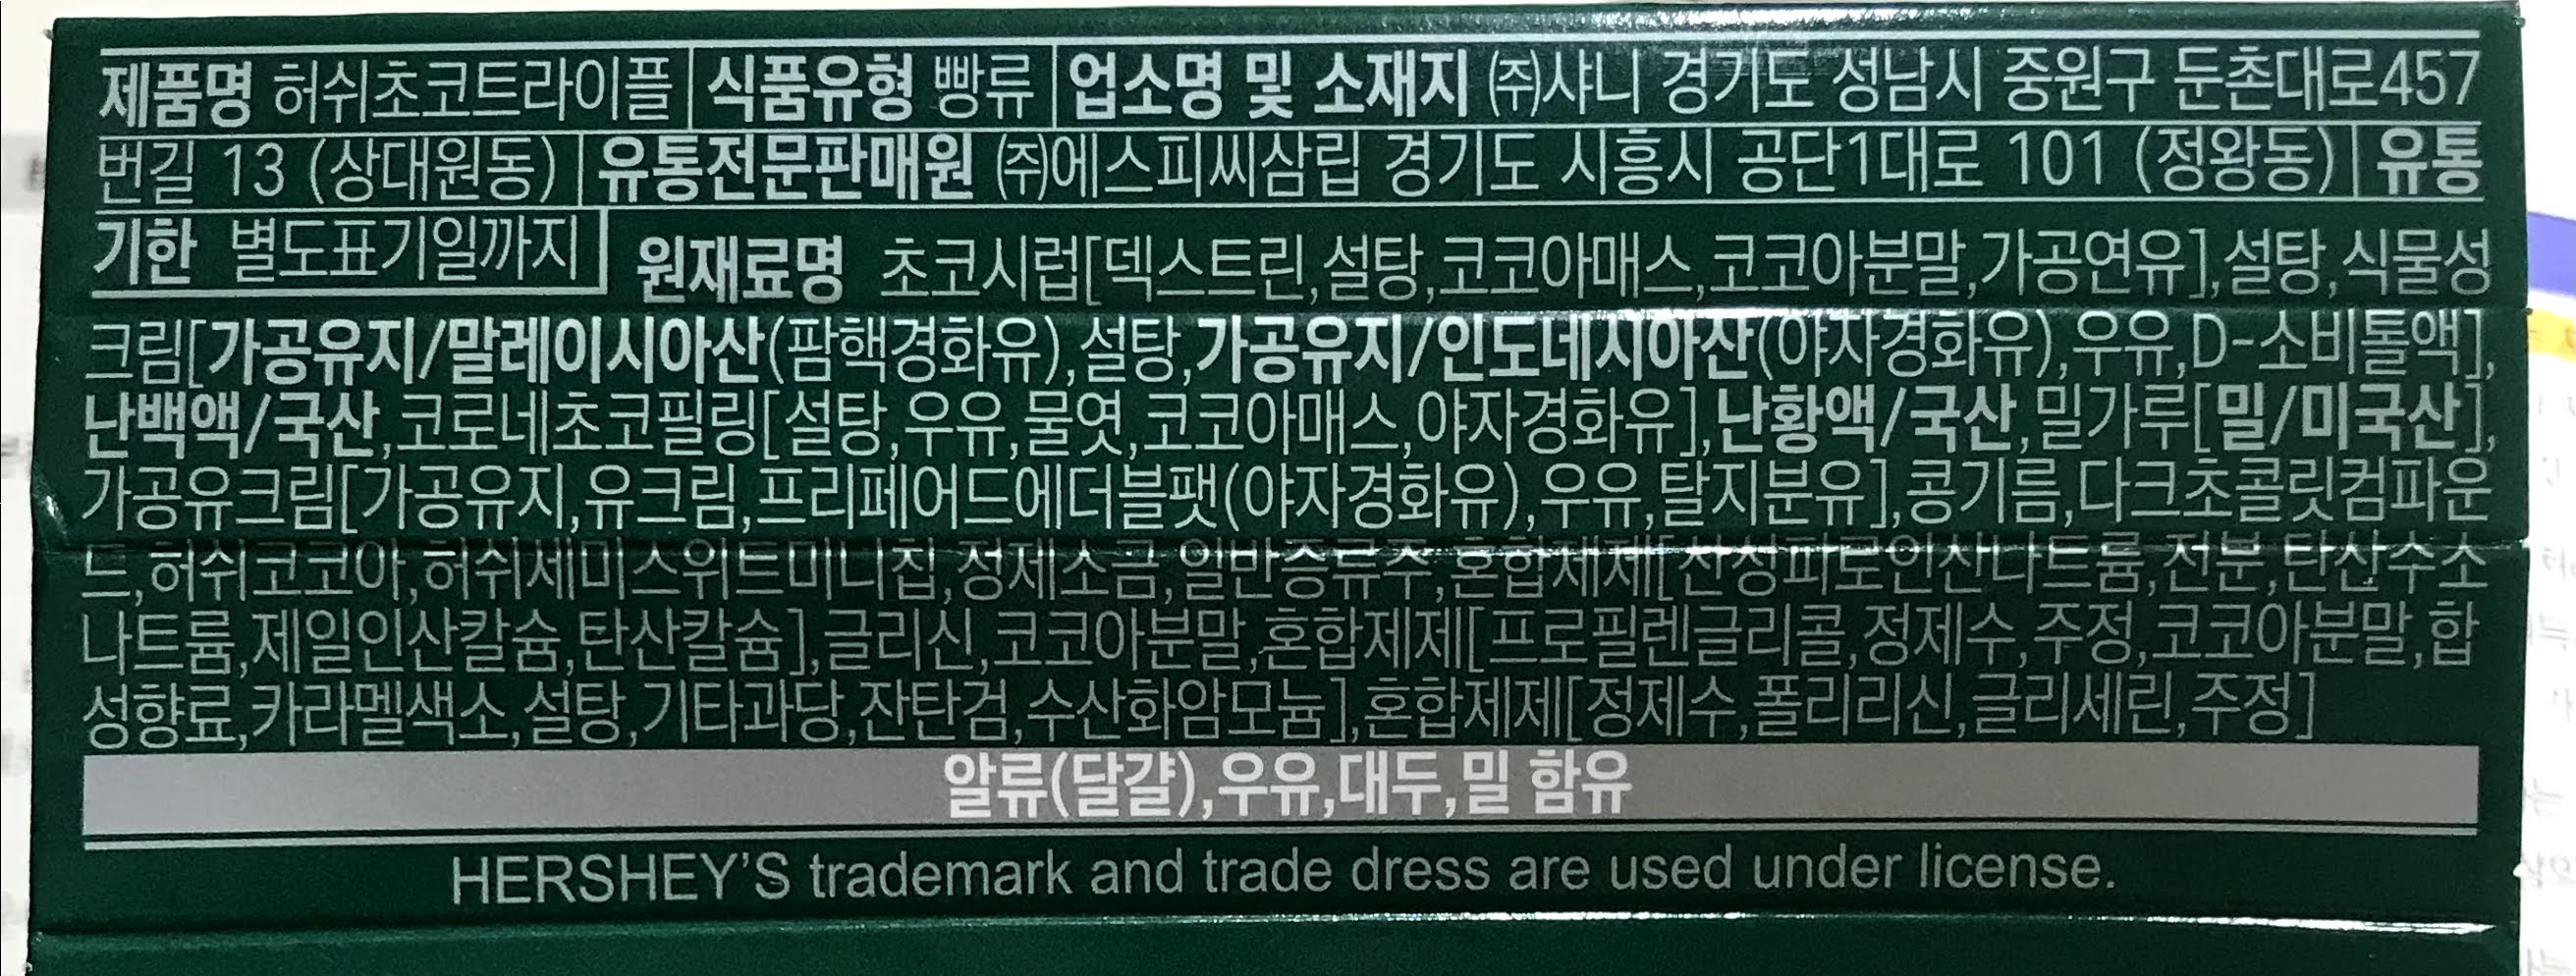 제품명 허쉬초코트라이플 식품유형 빵류 업소명 및 소재지 ㈜샤니 경기도 성남시 중원구 둔촌대로457
번길 13 (상대원동) 유통전문판매원 ㈜에스피씨삼립 경기도 시흥시 공단1대로 101 (정왕동) 유통
기한 별도표기일까지 원재료명 초코시럽[덱스트린,설탕,코코아매스,코코아분말,가공연유],설탕,식물성
크림[가공유지/말레이시아산(팜핵경화유),설탕,가공유지/인도네시아산(야자경화유),우유,D-소비톨액],
난백액/국산,코로네초코필링[설탕,우유,물엿,코코아매스,야자경화유],난황액/국산,밀가루[밀/미국산],
가공유크림[가공유지,유크림,프리페어드에더블팻(야자경화유),우유,탈지분유],콩기름,다크초콜릿컴파운
드,허쉬코코아,허쉬세미스위트미니칩,정제소금,일반증류주,혼합제제[산성피로인산나트륨,전분,탄산수소
나트륨,제일인산칼슘,탄산칼슘],글리신,코코아분말,혼합제제[프로필렌글리콜,정제수,주정,코코아분말,합
성향료,카라멜색소,설탕,기타과당,잔탄검,수산화암모늄],혼합제제[정제수,폴리리신,글리세린,주정]
알류(달걀),우유,대두,밀 함유
HERSHEY'S trademark and trade dress are used under license.